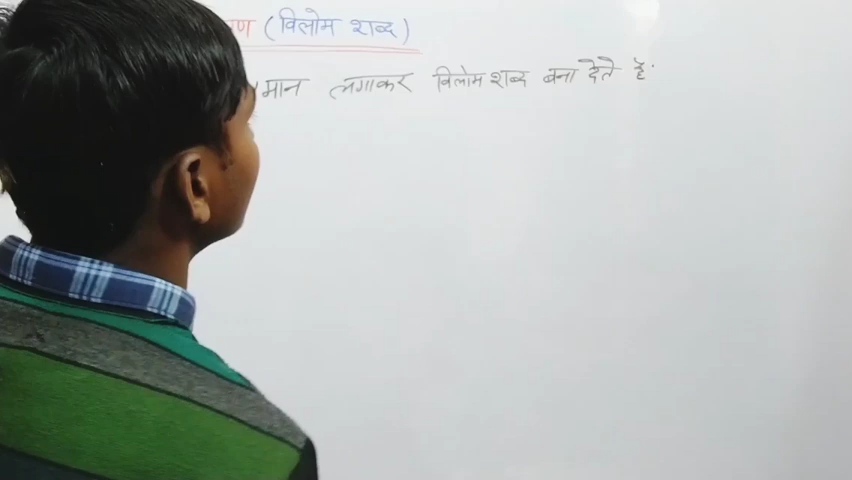 (विलोम शब्द)
लगाकर विलोम शब्द बना देते हैं.